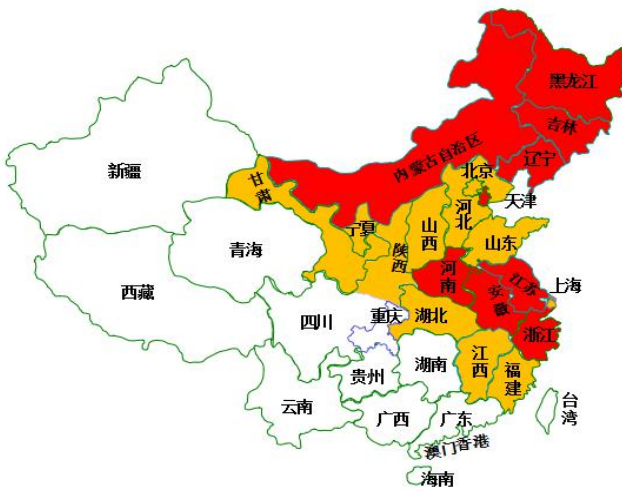 黑龙江
吉林
内蒙古自治区
辽宁
新疆
甘肃
北京
天津
宁夏
河北
山西
陕西
山东
青海
西藏
河南
江苏
安徽
上海
四川
重庆
湖北
浙江
江西
福建
湖南
贵州
云南
广西
广东
台湾
澳门香港
海南